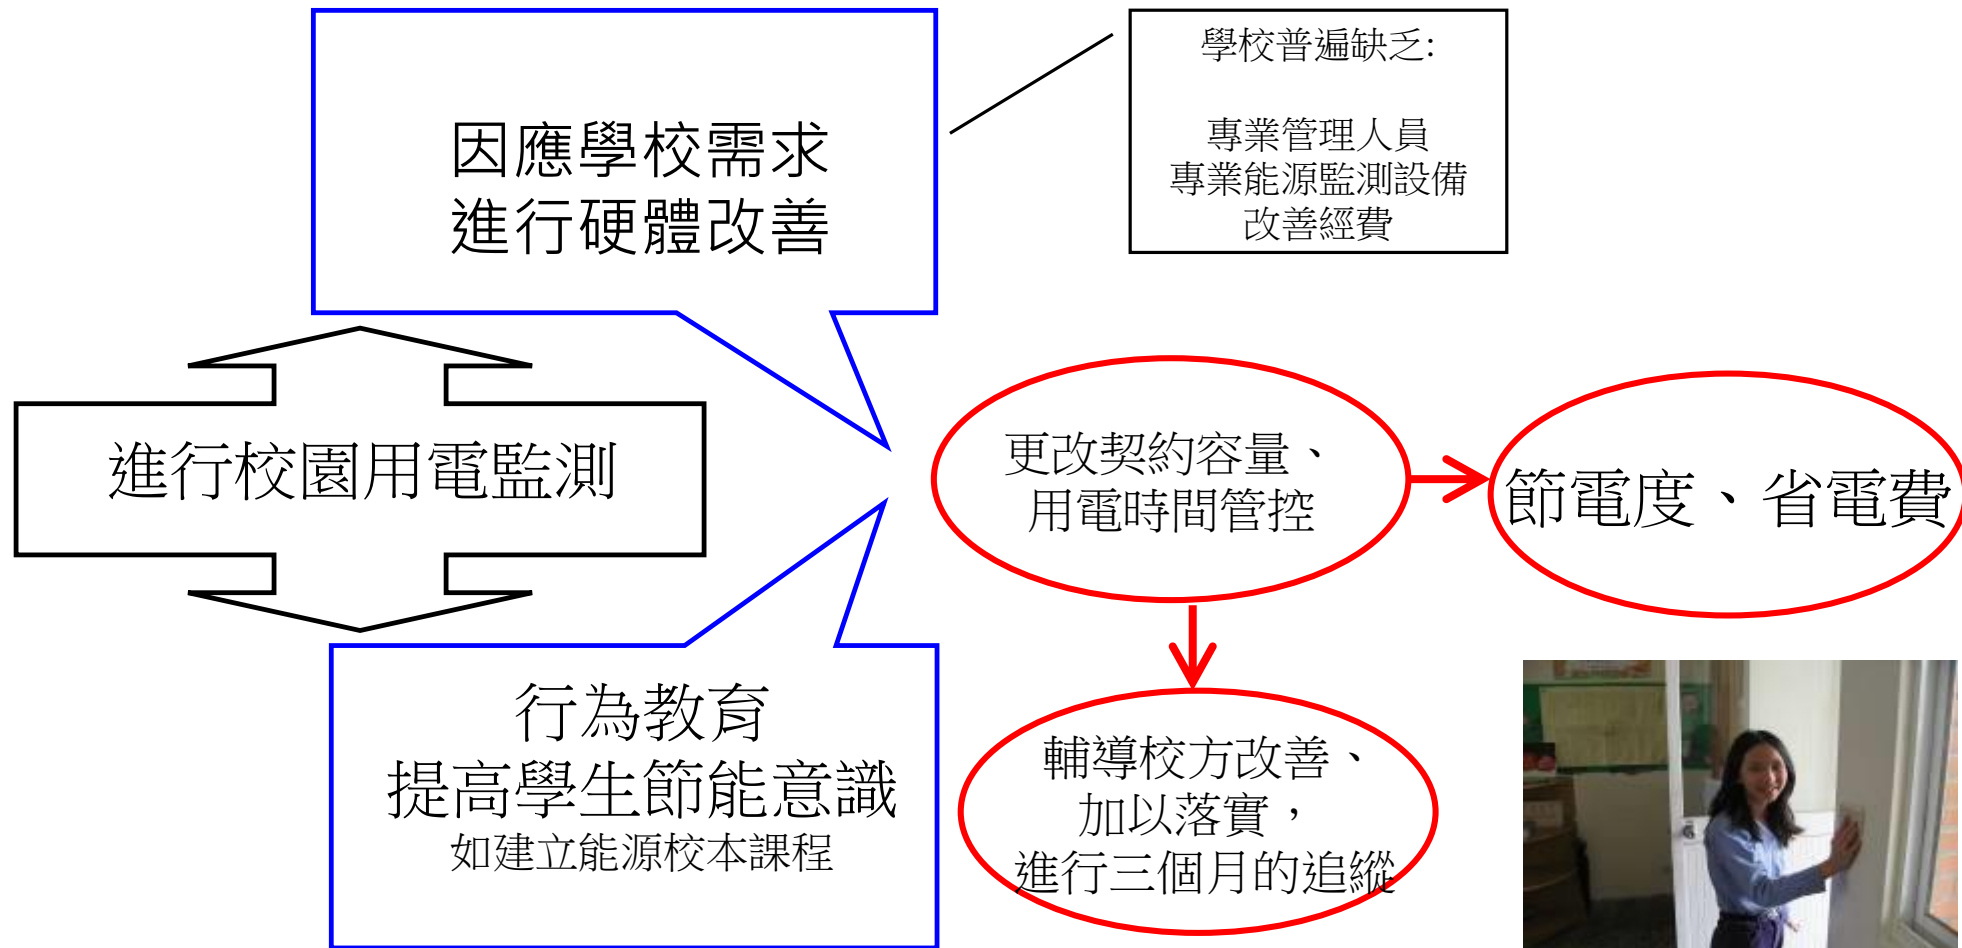 因應學校需求
進行硬體改善
學校普遍缺乏:
專業管理人員
專業能源監測設備
改善經費
進行校園用電監測
更改契約容量、
用電時間管控
節電度、省電費
行為教育
提高學生節能意識
如建立能源校本課程
輔導校方改善、
加以落實，
進行三個月的追縱